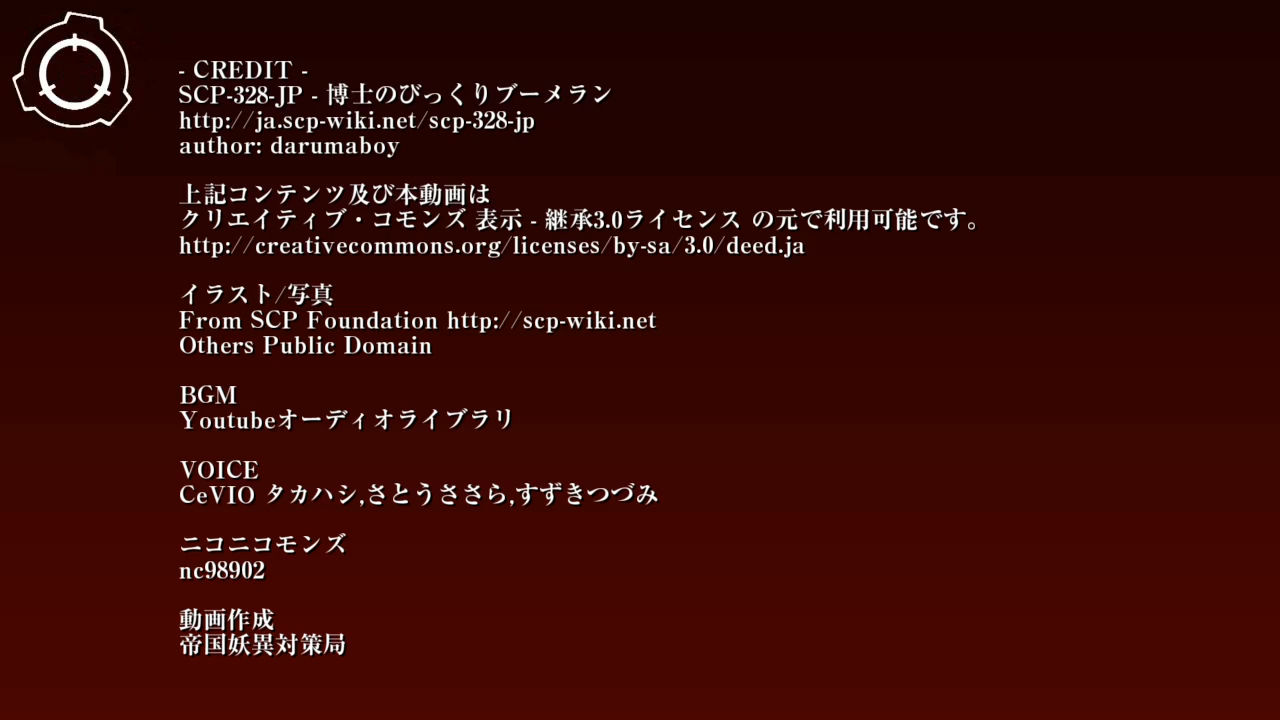 - CREDIT -
SCP-328-JP - 博士のびっくりブーメラン
http://ja.scp-wiki.net/scp-328-jp
author: darumaboy
上記コンテンツ及び本動画は
クリエイティブ・コモンズ 表示 - 継承3.0ライセンス の元で利用可能です。
http://creativecommons.org/licenses/by-sa/3.0/deed.ja
イラスト/写真
From SCP Foundation http://scp-wiki.net
Others Public Domain
BGM
Youtubeオーディオライブラリ
VOICE
CeVIO タカハシ,さとうささら,すずきつづみ
ニコニコモンズ
nc98902
動画作成
帝国妖異対策局